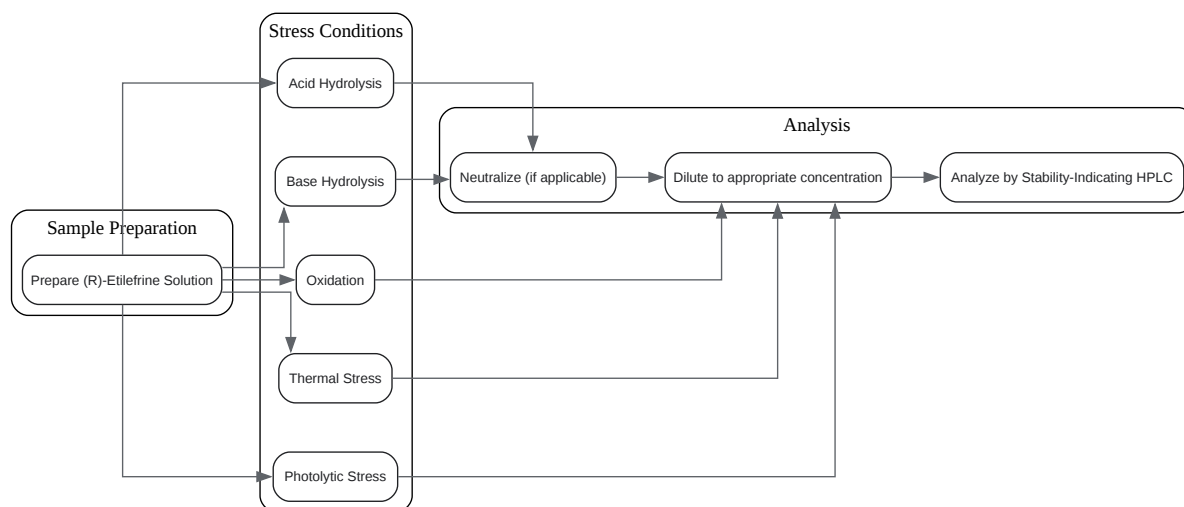 Stress Conditions
Acid Hydrolysis
Analysis
Base Hydrolysis
Neutralize (if applicable)
Dilute to appropriate concentration
Analyze by Stability-Indicating HPLC
Sample Preparation
Prepare (R)-Etilefrine Solution
Oxidation
Thermal Stress
Photolytic Stress